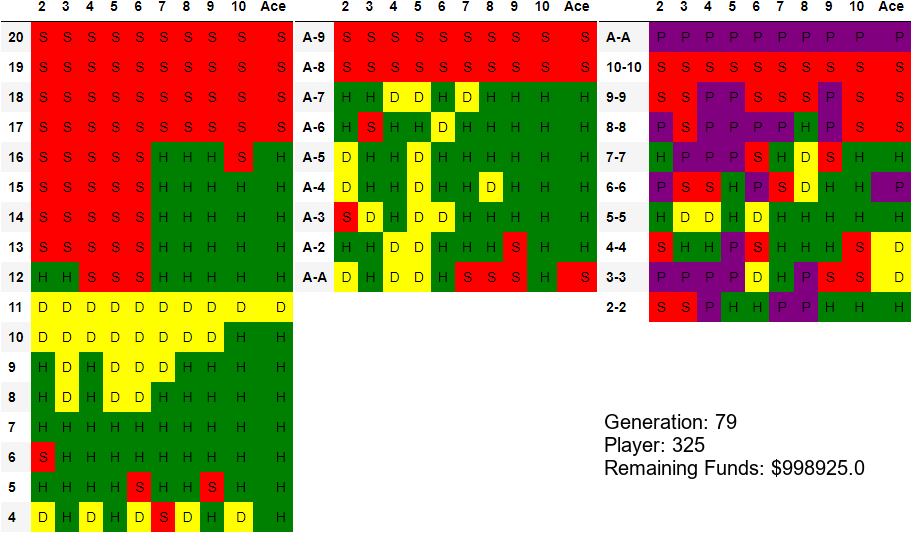 2 3 4 5 6 7 8 9 10 Ace
20 S S S S S S S S S S
19 S S S S S S S S S S
18 S S S S S S S S S S
17 S S S S S S S S S S
16 S S S S S H H H S H
15 S S S S S H H H H H
14 S S S S S H H H H H
13 S S S S S H H H H H
12 H H S S S H H H H H
11 D D D D D D D D D D
10 D D D D D D D D H H
9 H D H D D D H H H H
8 H D H D D H H H H H
7 H H H H H H H H H H
6 S H H H H H H H H H
5 H H H H S H H S H H
4 D H D H D S D H D H
2 3 4 5 6 7 8 9 10 Ace
A-9 S S S S S S S S S S
A-8 S S S S S S S S S S
A-7 H H D D H D H H H H
A-6 H S H H D H H H H H
A-5 D H H D H H H H H H
A-4 D H H D H H D H H H
A-3 S D H D D H H H H H
A-2 H H D D H H H S H H
A-A D H D D H S S S H S
2 3 4 5 6 7 8 9 10 Ace
A-A P P P P P P P P P P
10-10 S S S S S S S S S S
9-9 S S P P S S S P S S
8-8 P S P P P P H P S S
7-7 H P P P S H D S H H
6-6 P S S H P S D H H P
5-5 H D D H D H H H H H
4-4 S H H P S H H H S D
3-3 P P P P D H P S S D
2-2 S S P H H P P H H H
Generation: 79
Player: 325
Remaining Funds: $998925.0